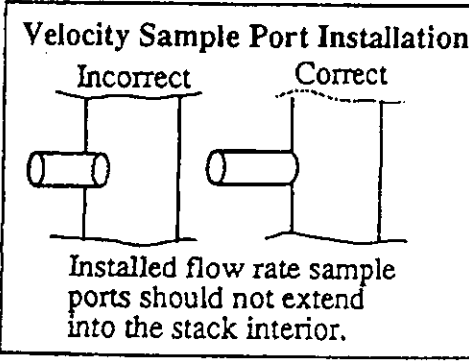 Velocity Sample Port Installation
Incorrect
Correct
Installed flow rate sample
ports should not extend
into the stack interior.